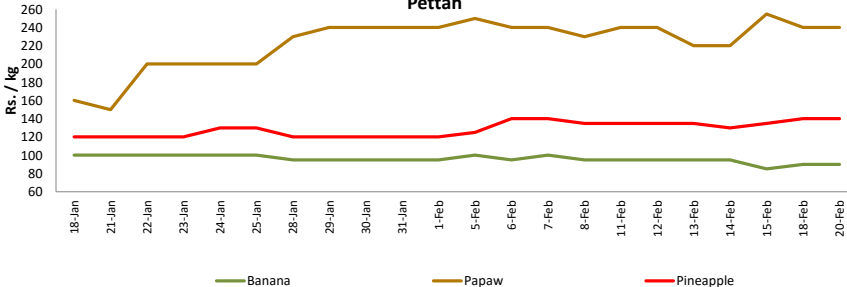 Pettah
260
240
220
200
180
160
140
120
100
80
60
Rs. / kg
18-Jan
21-Jan
22-Jan
23-Jan
24-Jan
25-Jan
28-Jan
29-Jan
30-Jan
31-Jan
1-Feb
5-Feb
6-Feb
7-Feb
8-Feb
11-Feb
12-Feb
13-Feb
14-Feb
15-Feb
18-Feb
20-Feb
Banana Papaw Pineapple